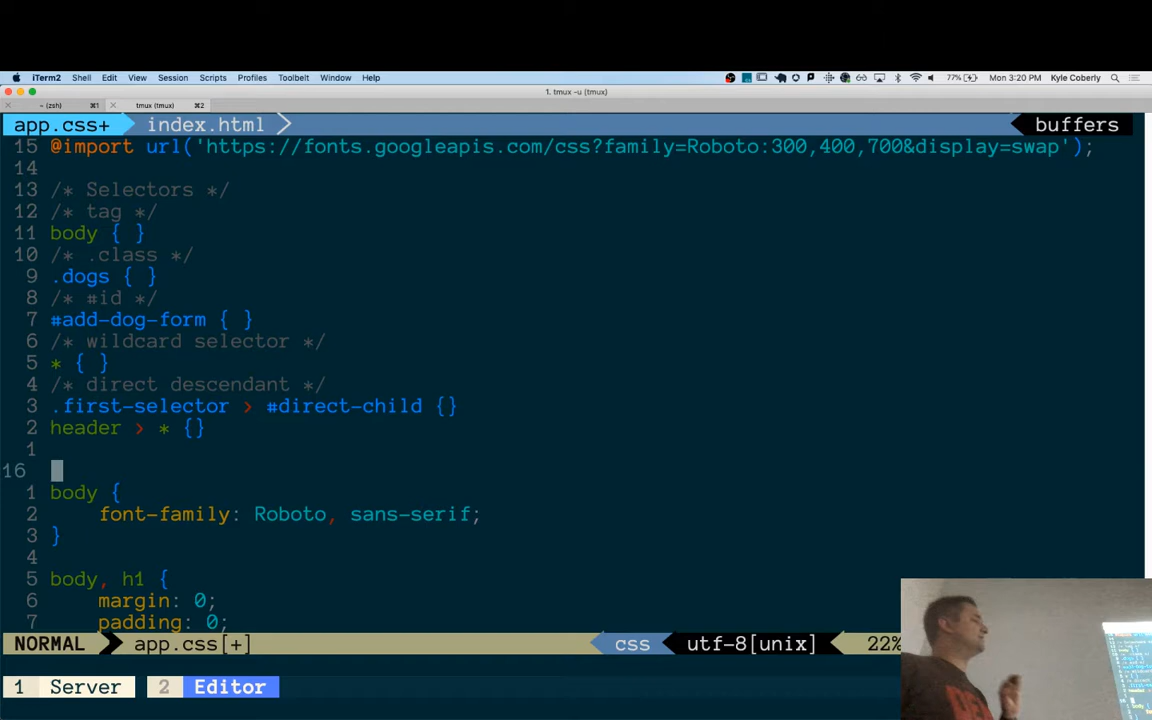 iTerm2 Shell Edit View Session Scripts Profiles Toolbelt Window Help 77% Mon 3:20 PM Kyle Coberly
1. tmux -u (tmux)
~ (zsh) ⌘1 tmux (tmux) ⌘2
app.css+ index.html buffers
15 @import url('https://fonts.googleapis.com/css?family=Roboto:300,400,700&display=swap');
14
13 /* Selectors */
12 /* tag */
11 body { }
10 /* .class */
9 .dogs { }
8 /* #id */
7 #add-dog-form { }
6 /* wildcard selector */
5 * { }
4 /* direct descendant */
3 .first-selector > #direct-child {}
2 header > * {}
1
16
1 body {
2 font-family: Roboto, sans-serif;
3 }
4
5 body, h1 {
6 margin: 0;
7 padding: 0;
NORMAL app.css[+] css utf-8[unix] 22%
1 Server 2 Editor